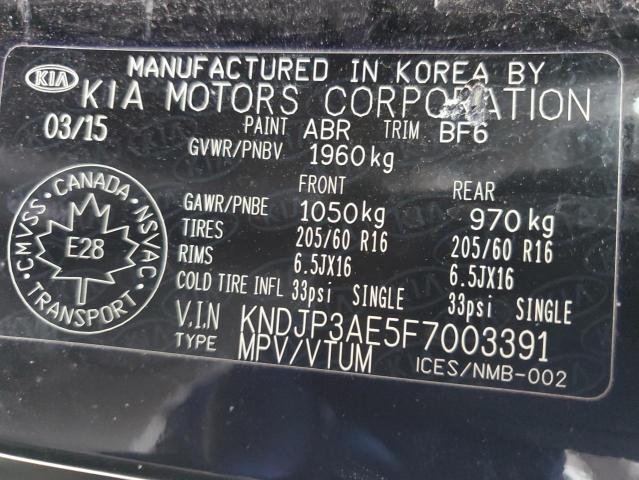 KIA
MANUFACTURED IN KOREA BY
KIA MOTORS CORPORATION
03/15 PAINT ABR TRIM BF6
GVWR/PNBV 1960kg
FRONT REAR
GAWR/PNBE 1050kg 970kg
TIRES 205/60 R16 205/60 R16
RIMS 6.5JX16 6.5JX16
COLD TIRE INFL 33psi SINGLE 33psi SINGLE
V.I.N KNDJP3AE5F7003391
TYPE MPV/VTUM ICES/NMB-002
CANADA
CMVSS NSVAC
E28
TRANSPORT